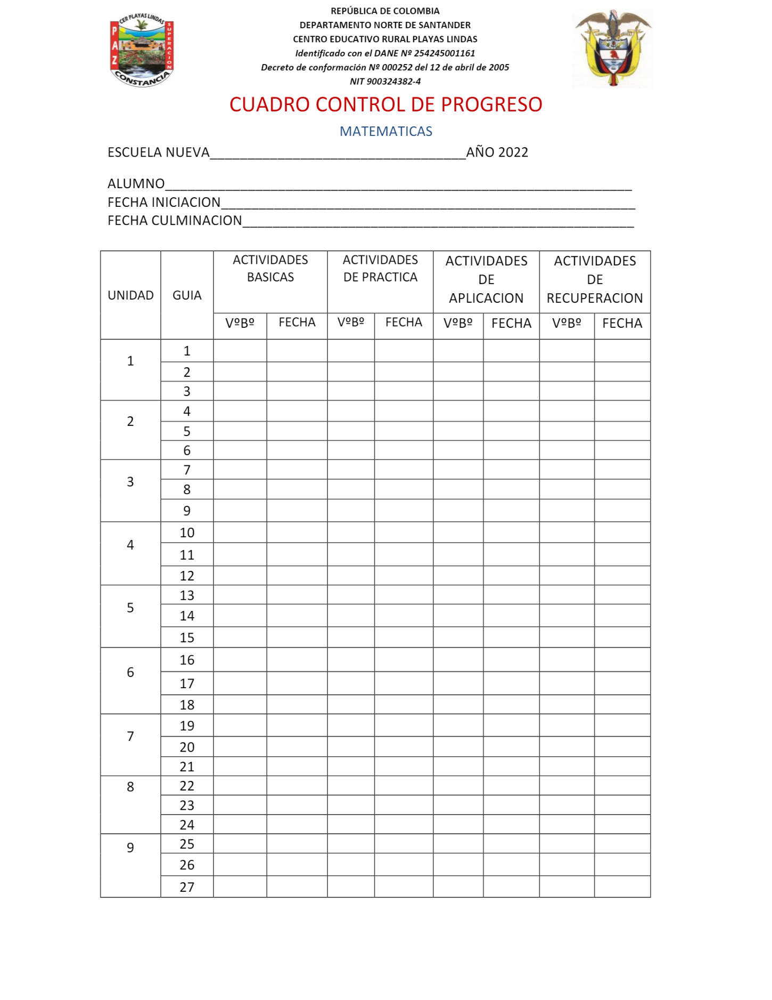 CER PLAYAS LINDAS
PAZ
SUPERACION
CONSTANCIA
REPÚBLICA DE COLOMBIA
DEPARTAMENTO NORTE DE SANTANDER
CENTRO EDUCATIVO RURAL PLAYAS LINDAS
Identificado con el DANE Nº 254245001161
Decreto de conformación Nº 000252 del 12 de abril de 2005
NIT 900324382-4
CUADRO CONTROL DE PROGRESO
MATEMATICAS
ESCUELA NUEVA__________________________________AÑO 2022
ALUMNO______________________________________________________________
FECHA INICIACION_______________________________________________________
FECHA CULMINACION____________________________________________________
UNIDAD GUIA ACTIVIDADES BASICAS ACTIVIDADES DE PRACTICA ACTIVIDADES DE APLICACION ACTIVIDADES DE RECUPERACION
VºBº FECHA VºBº FECHA VºBº FECHA VºBº FECHA
1 1
2
3
2 4
5
6
3 7
8
9
4 10
11
12
5 13
14
15
6 16
17
18
7 19
20
21
8 22
23
24
9 25
26
27